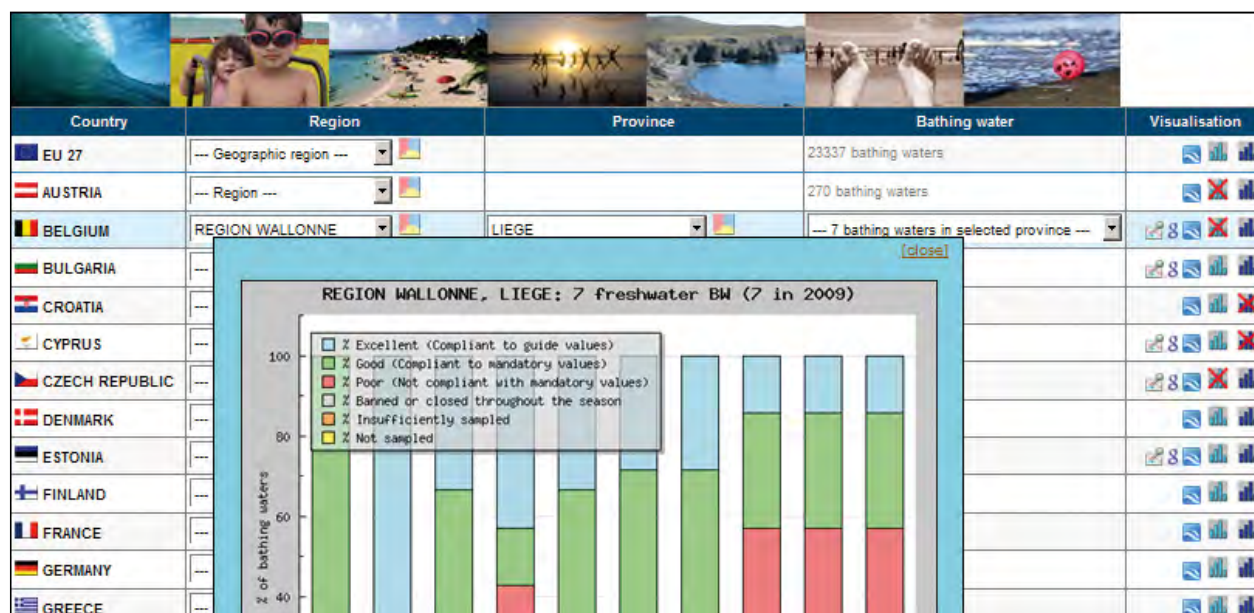 Country Region Province Bathing water Visualisation
EU 27 --- Geographic region --- 23337 bathing waters
AUSTRIA --- Region --- 270 bathing waters
BELGIUM REGION WALLONNE LIEGE --- 7 bathing waters in selected province ---
[close]
BULGARIA ---
CROATIA ---
CYPRUS ---
CZECH REPUBLIC ---
DENMARK ---
ESTONIA ---
FINLAND ---
FRANCE ---
GERMANY ---
GREECE ---
REGION WALLONNE, LIEGE: 7 freshwater BW (7 in 2009)
% Excellent (Compliant to guide values)
% Good (Compliant to mandatory values)
% Poor (Not compliant with mandatory values)
% Banned or closed throughout the season
% Insufficiently sampled
% Not sampled
100
80
60
40
% of bathing waters